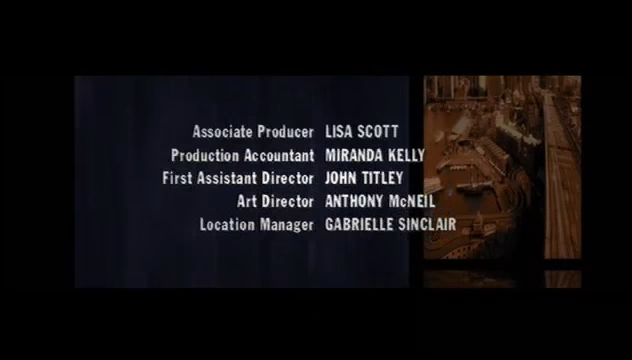 Associate Producer LISA SCOTT
Production Accountant MIRANDA KELLY
First Assistant Director JOHN TITLEY
Art Director ANTHONY McNEIL
Location Manager GABRIELLE SINCLAIR